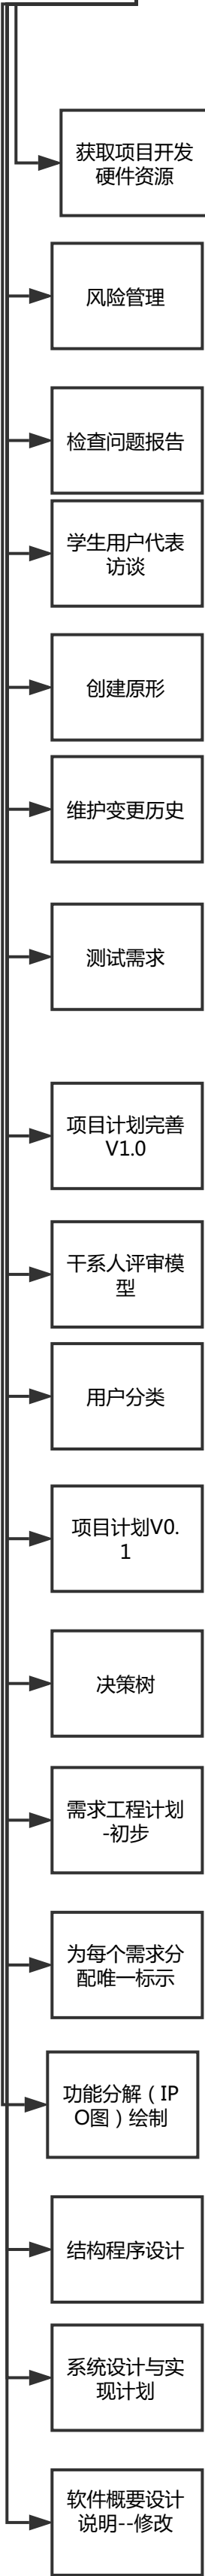 获取项目开发
硬件资源
风险管理
检查问题报告
学生用户代表
访谈
创建原形
维护变更历史
测试需求
项目计划完善
V1.0
干系人评审模
型
用户分类
项目计划V0.
1
决策树
需求工程计划
-初步
为每个需求分
配唯一标示
功能分解（IP
O图）绘制
结构程序设计
系统设计与实
现计划
软件概要设计
说明--修改